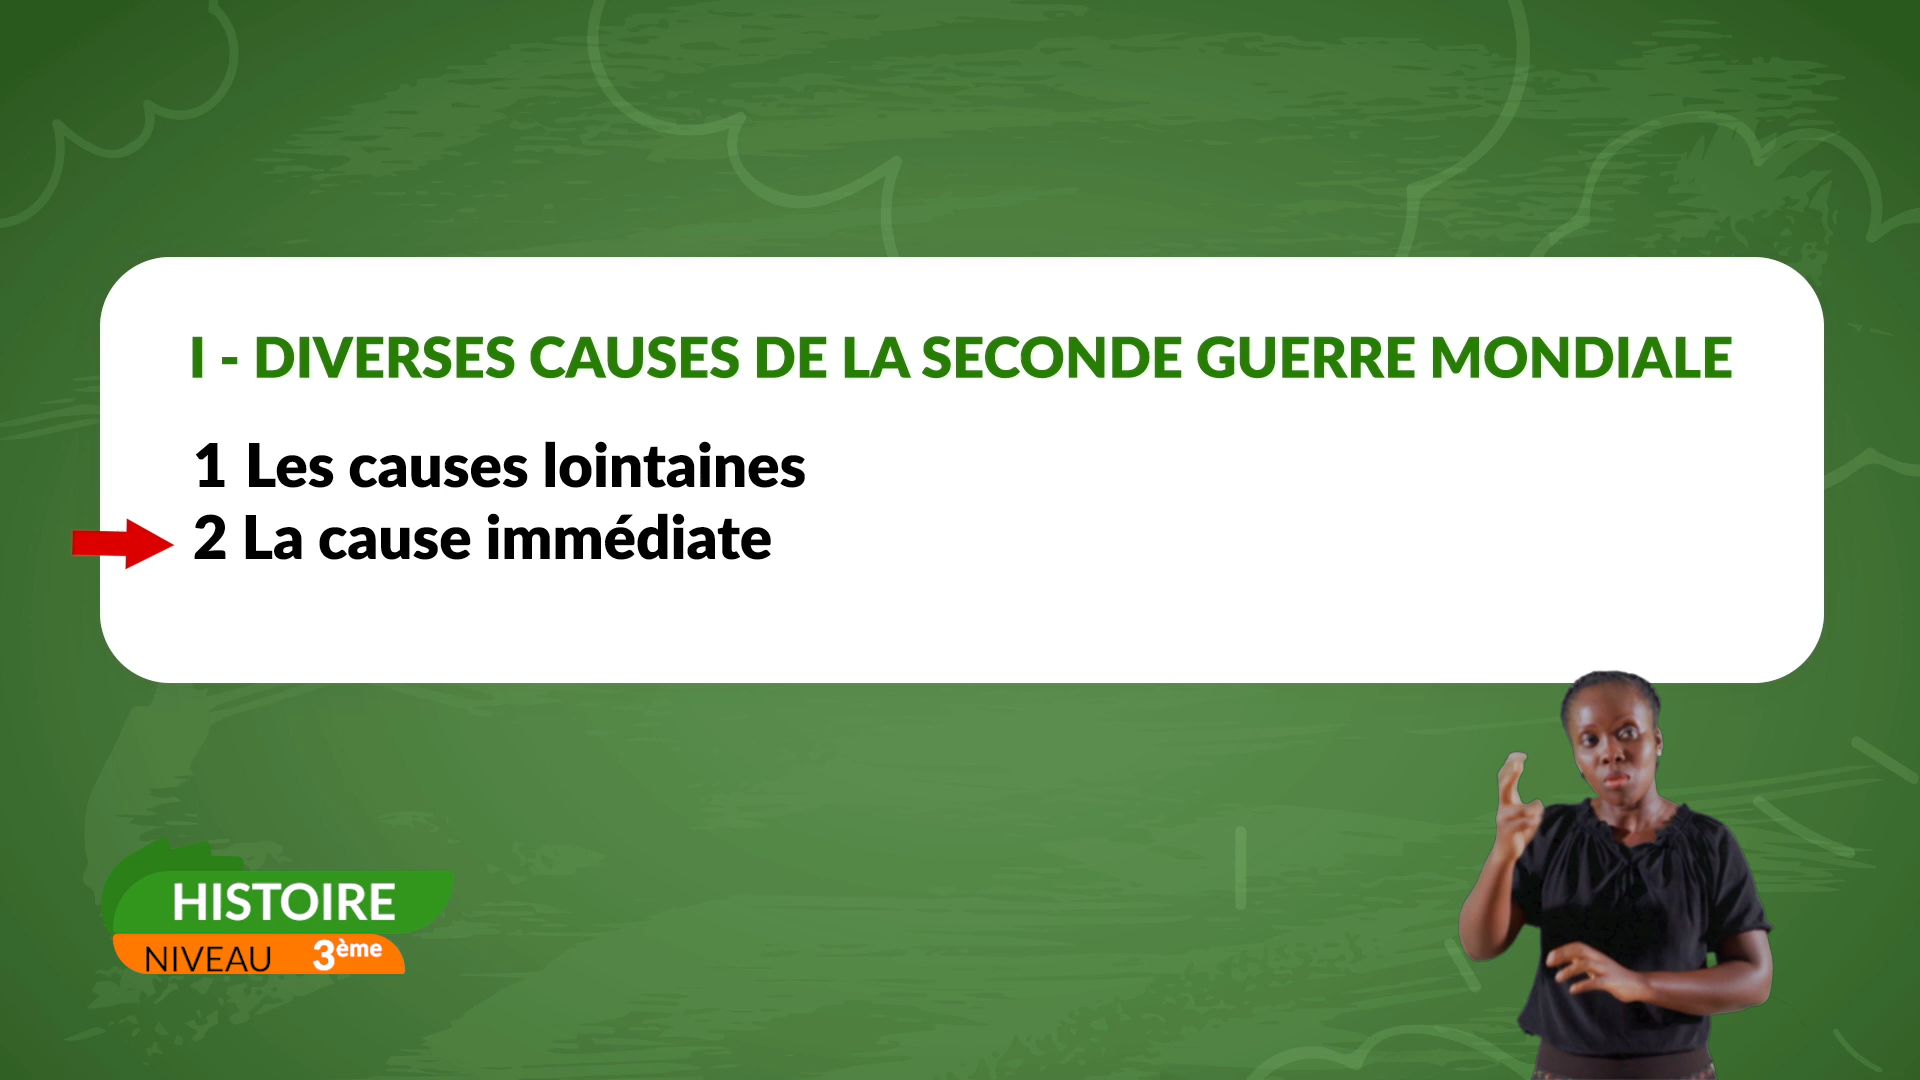 I - DIVERSES CAUSES DE LA SECONDE GUERRE MONDIALE
1 Les causes lointaines
2 La cause immédiate
HISTOIRE
NIVEAU 3ème